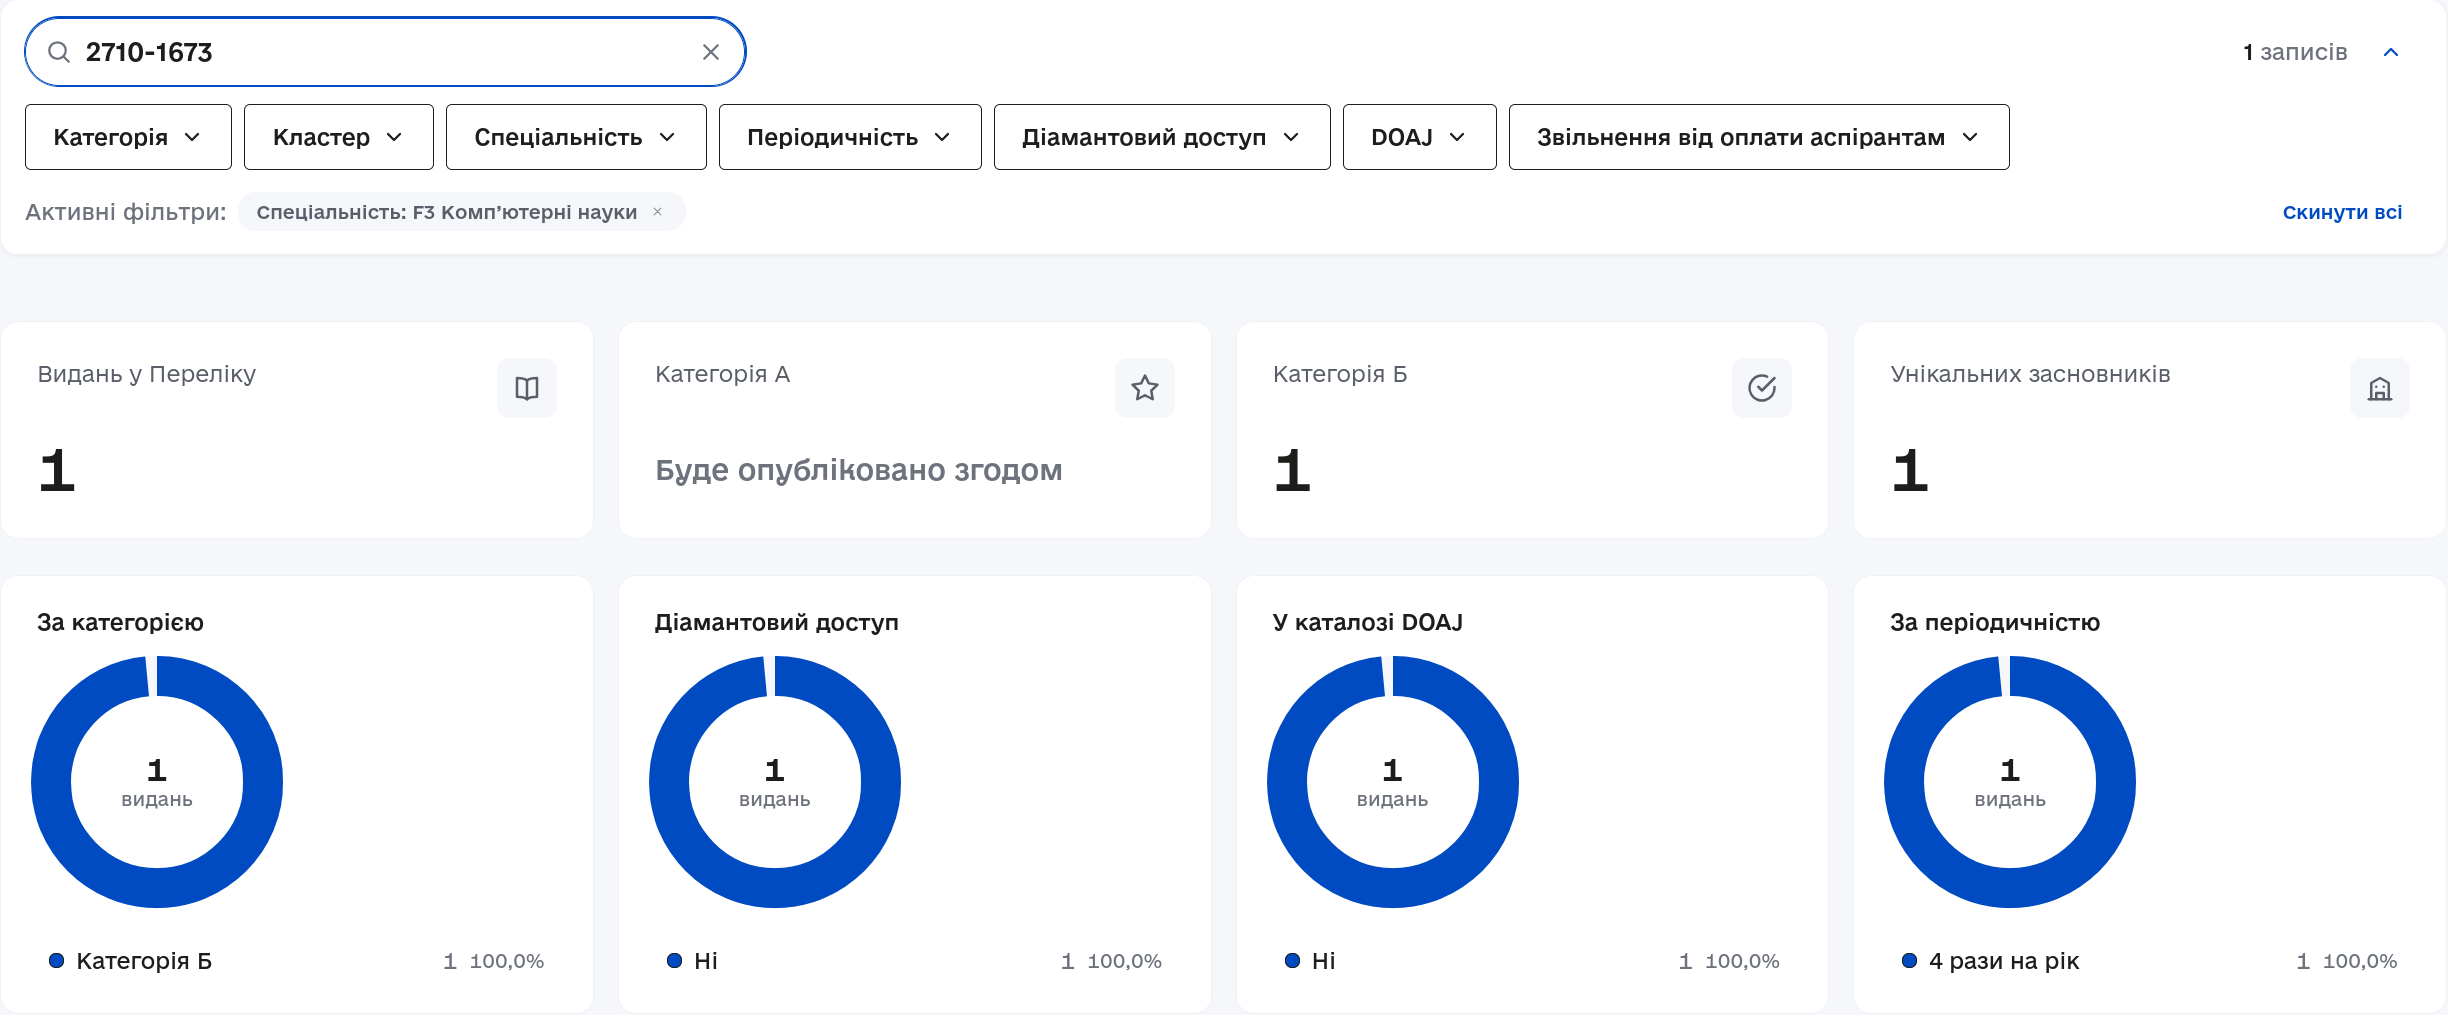 2710-1673
1 записів
Категорія
Кластер
Спеціальність
Періодичність
Діамантовий доступ
DOAJ
Звільнення від оплати аспірантам
Активні фільтри:
Спеціальність: F3 Комп’ютерні науки ×
Скинути всі
Видань у Переліку
1
Категорія А
Буде опубліковано згодом
Категорія Б
1
Унікальних засновників
1
За категорією
1
видань
Категорія Б 1 100,0%
Діамантовий доступ
1
видань
Ні 1 100,0%
У каталозі DOAJ
1
видань
Ні 1 100,0%
За періодичністю
1
видань
4 рази на рік 1 100,0%